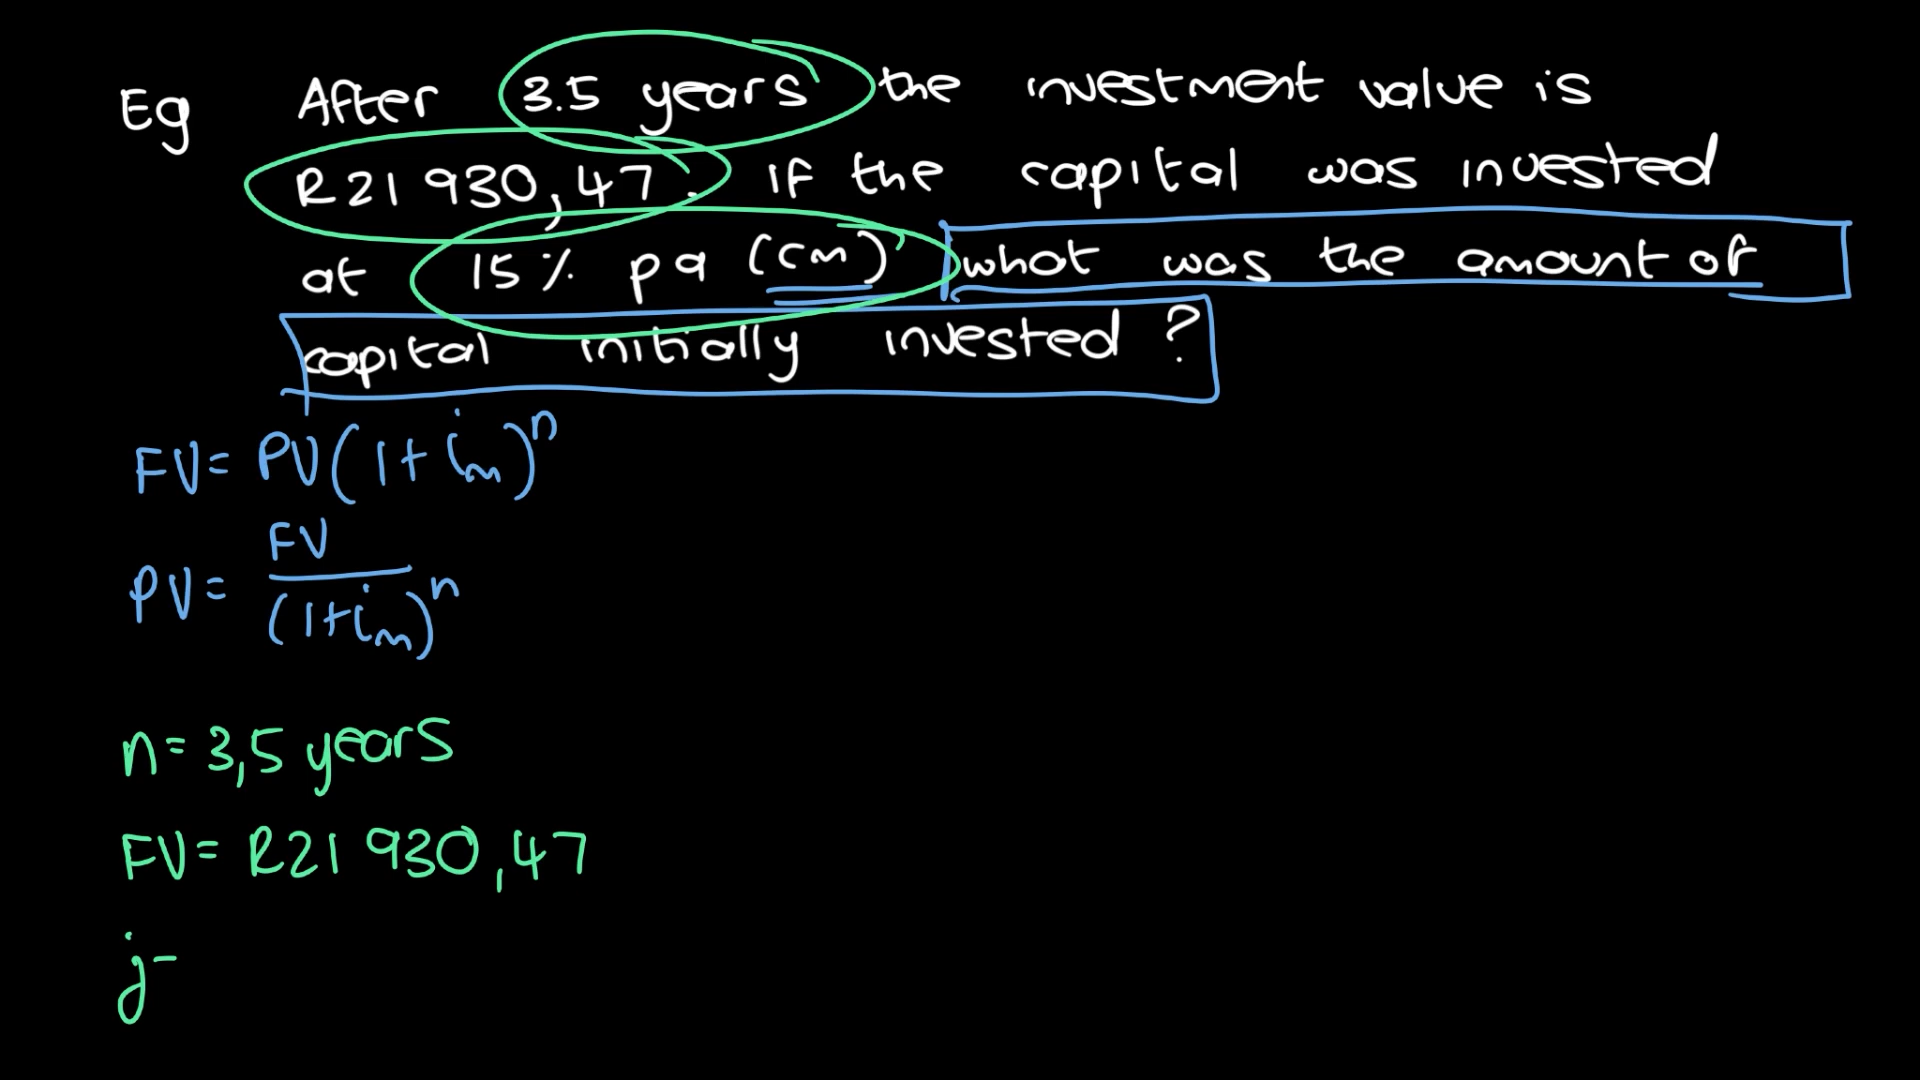 Eg After 3.5 years the investment value is
R21 930,47. If the capital was invested
at 15% pa (cm) what was the amount of
capital initially invested?
FV= PV(1+im)^n
PV= FV/(1+im)^n
n= 3,5 years
FV= R21 930,47
j-